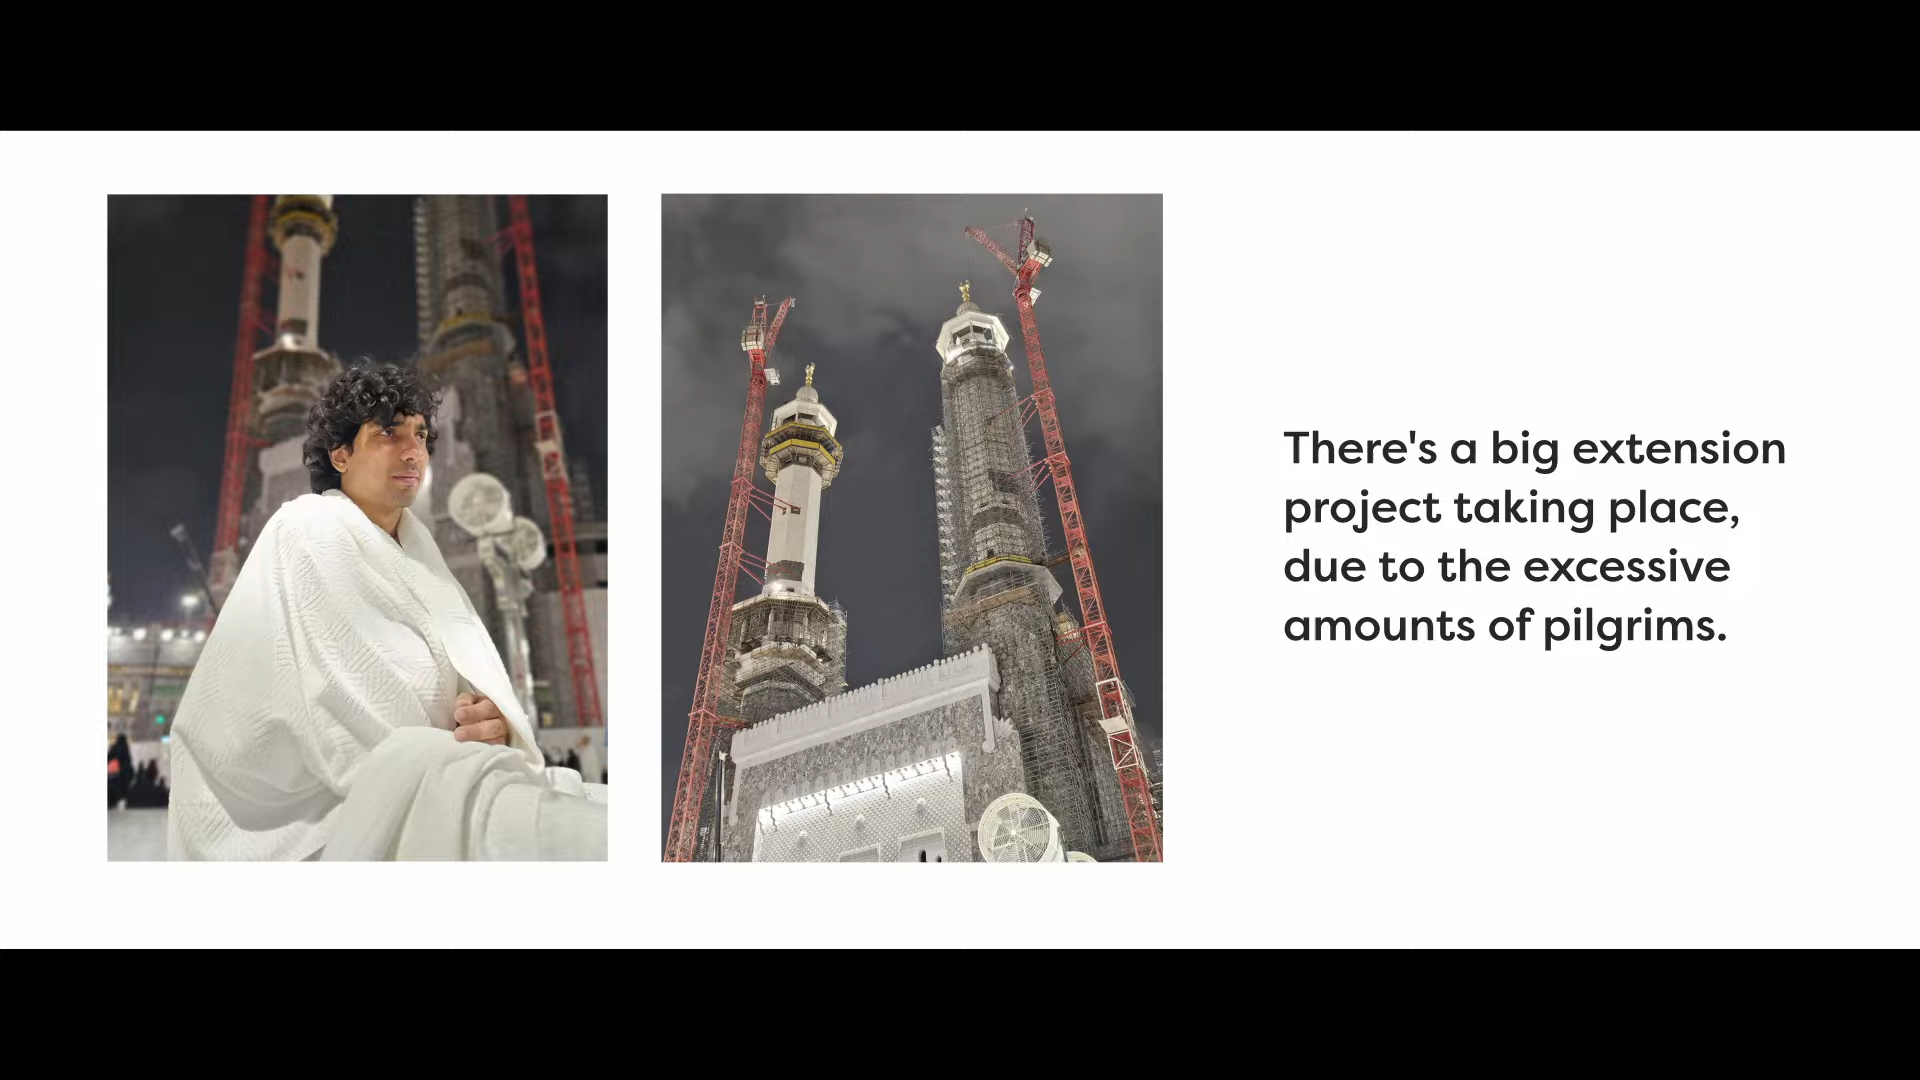 There's a big extension
project taking place,
due to the excessive
amounts of pilgrims.